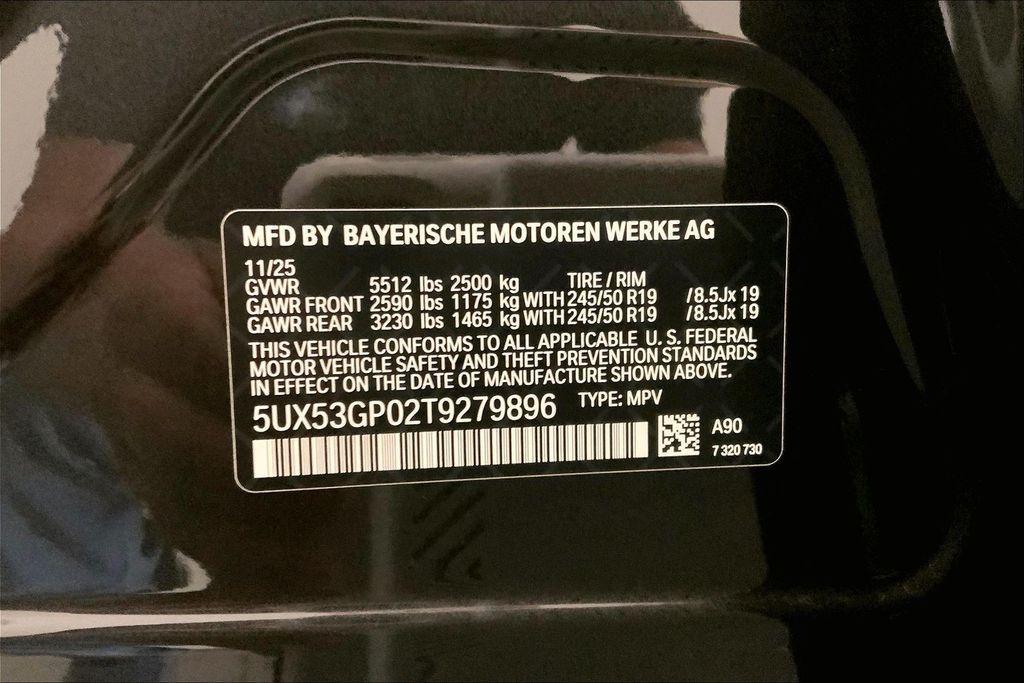 MFD BY BAYERISCHE MOTOREN WERKE AG
11/25
GVWR 5512 lbs 2500 kg TIRE / RIM
GAWR FRONT 2590 lbs 1175 kg WITH 245/50 R19 /8.5Jx 19
GAWR REAR 3230 lbs 1465 kg WITH 245/50 R19 /8.5Jx 19
THIS VEHICLE CONFORMS TO ALL APPLICABLE U. S. FEDERAL
MOTOR VEHICLE SAFETY AND THEFT PREVENTION STANDARDS
IN EFFECT ON THE DATE OF MANUFACTURE SHOWN ABOVE.
5UX53GP02T9279896 TYPE: MPV
A90
7 320 730